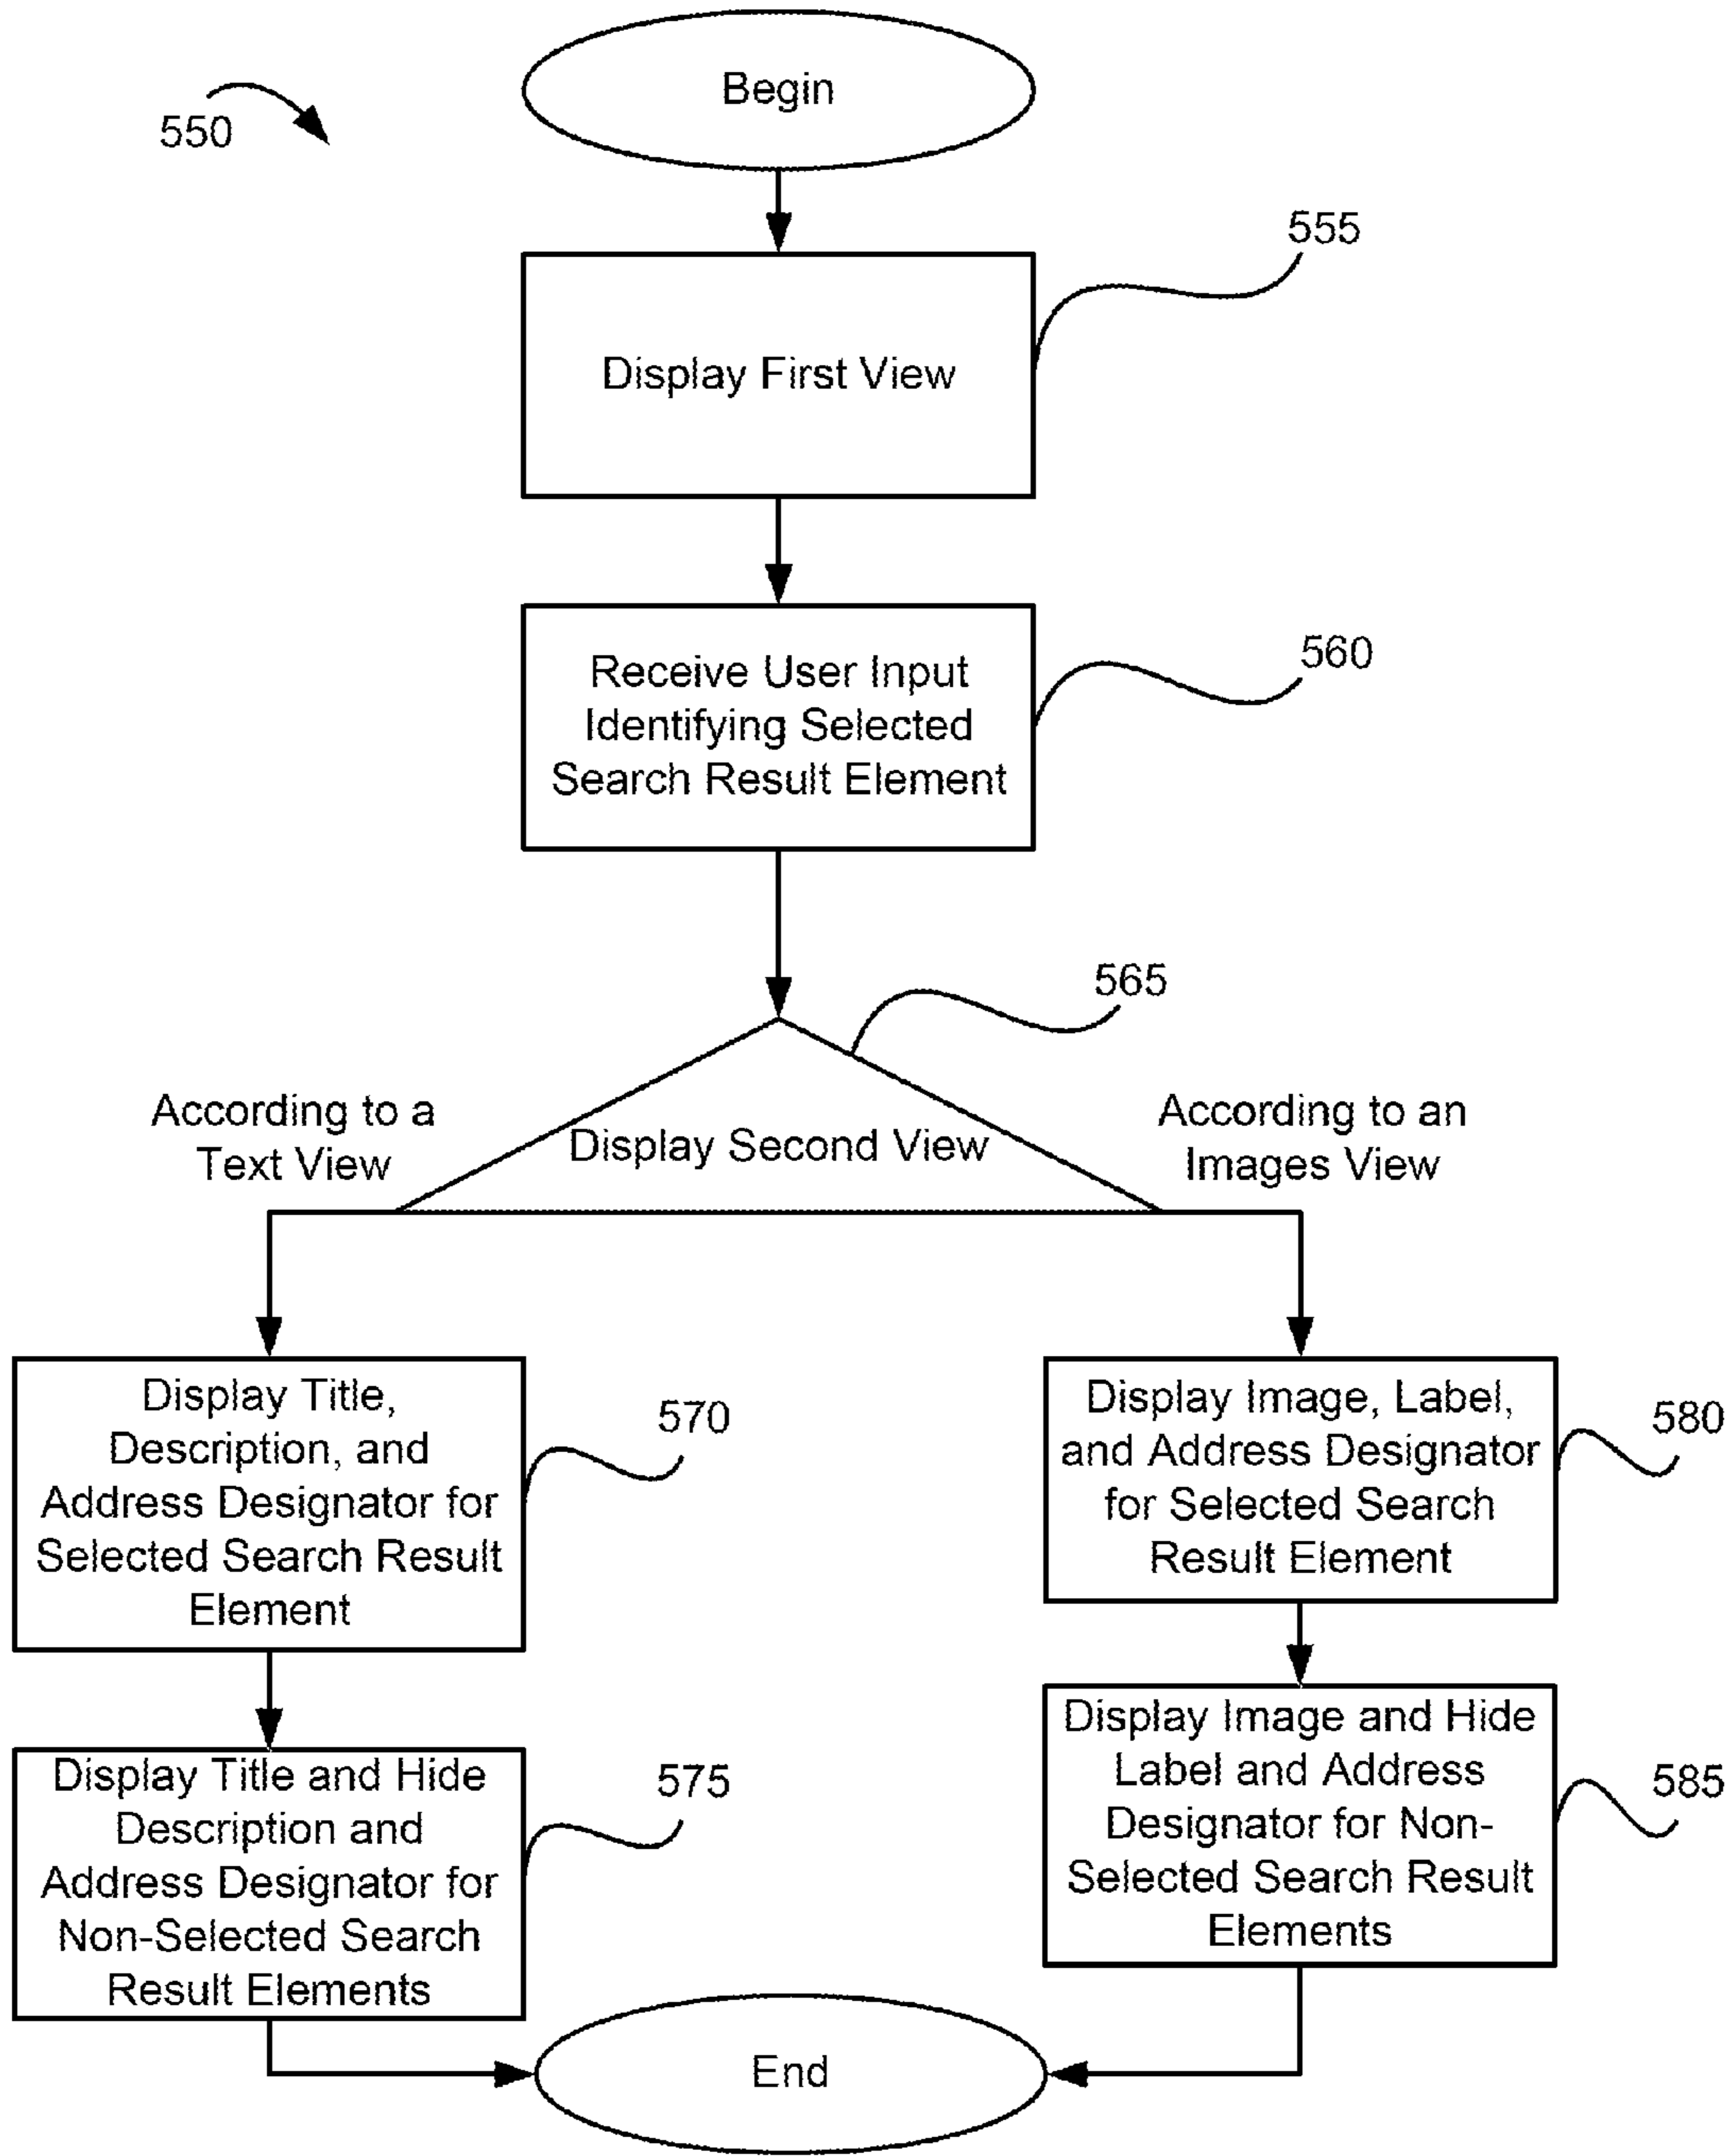 Begin
550
555
Display First View
560
Receive User Input
Identifying Selected
Search Result Element
565
According to a
Text View
Display Second View
According to an
Images View
Display Title,
Description, and
Address Designator for
Selected Search Result
Element
570
Display Image, Label,
and Address Designator
for Selected Search
Result Element
580
Display Title and Hide
Description and
Address Designator for
Non-Selected Search
Result Elements
575
Display Image and Hide
Label and Address
Designator for Non-
Selected Search Result
Elements
585
End